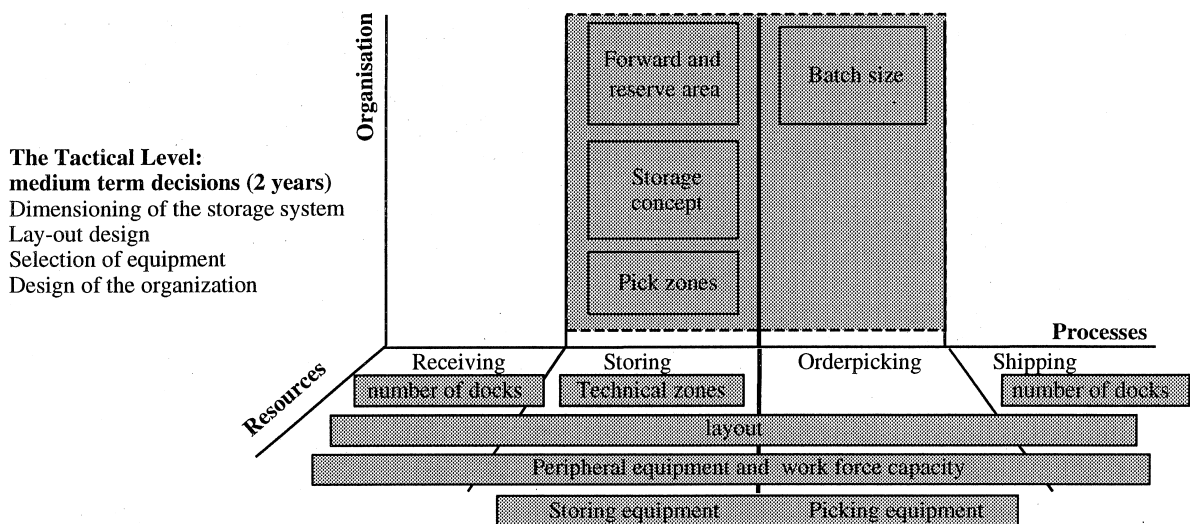 Organisation
Forward and
reserve area
Batch size
The Tactical Level:
medium term decisions (2 years)
Dimensioning of the storage system
Lay-out design
Selection of equipment
Design of the organization
Storage
concept
Pick zones
Processes
Receiving
Storing
Orderpicking
Shipping
Resources
number of docks
Technical zones
number of docks
layout
Peripheral equipment and work force capacity
Storing equipment
Picking equipment